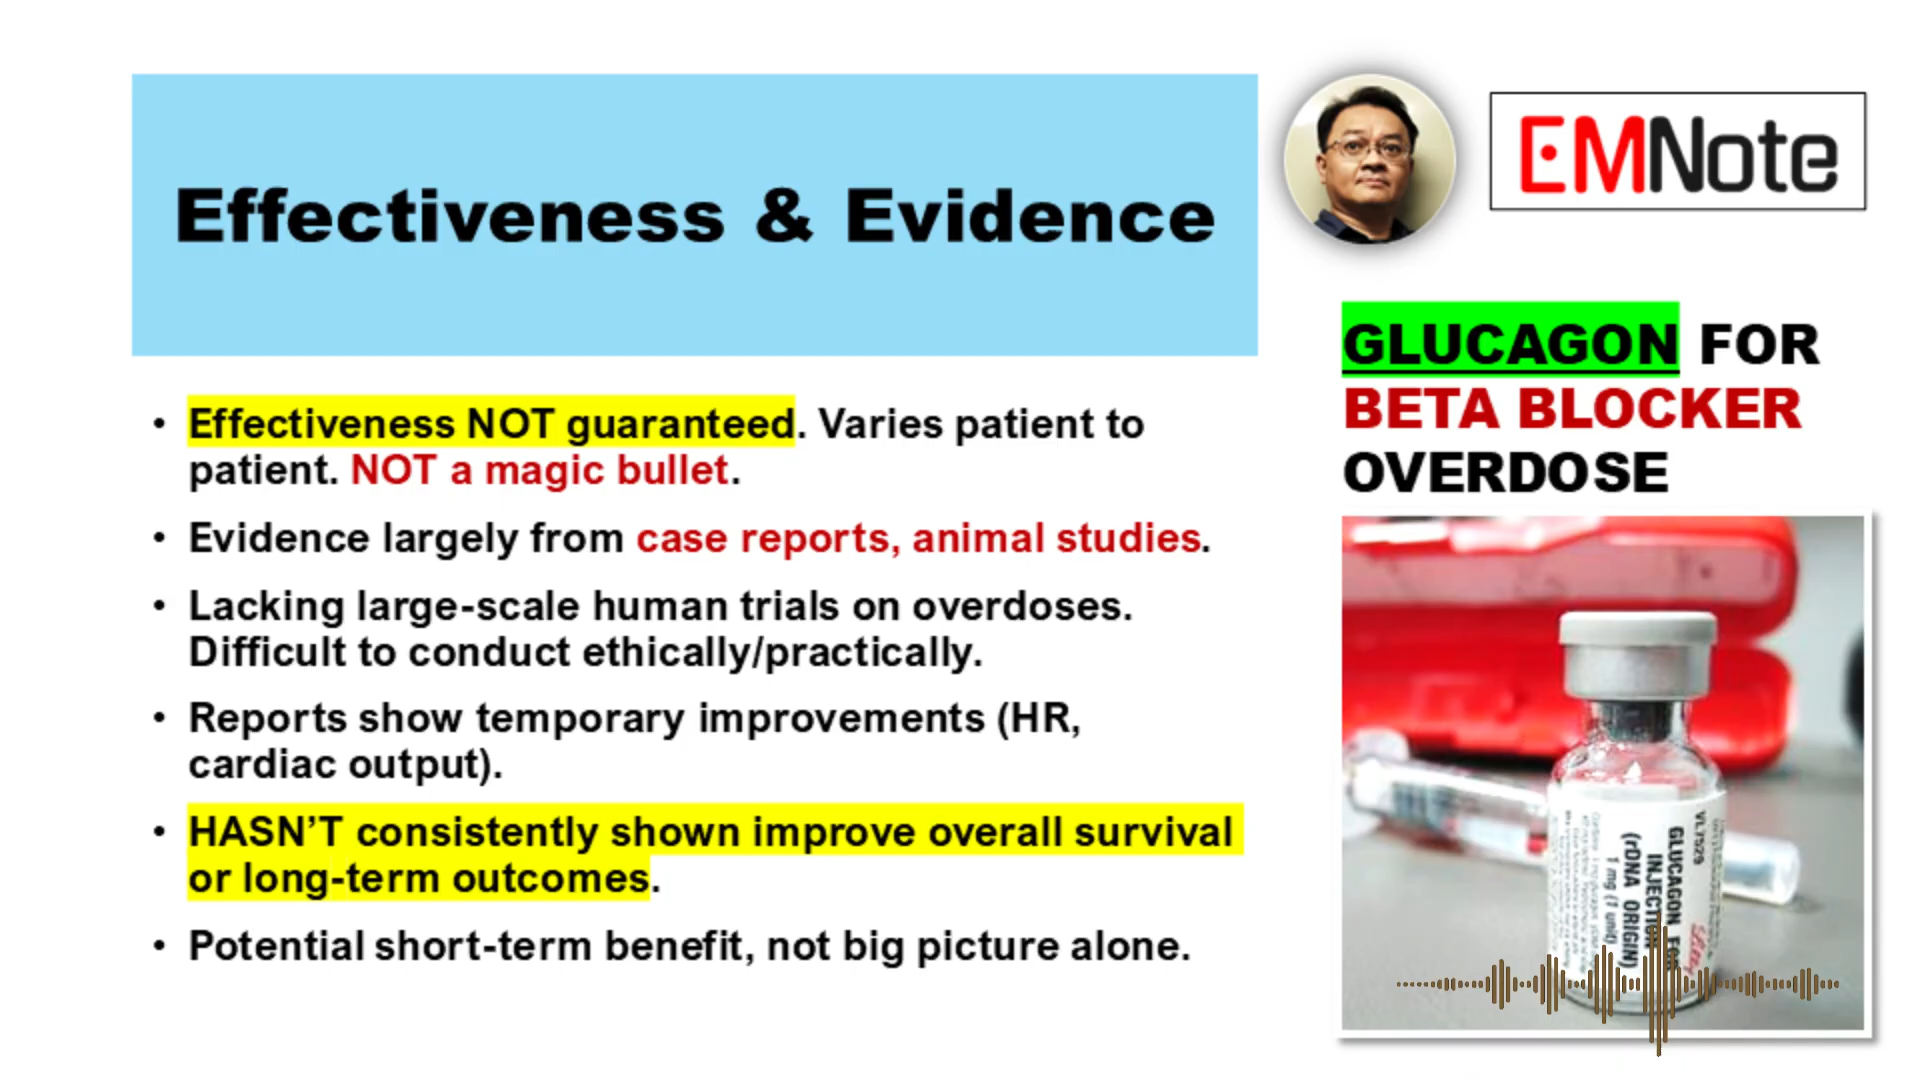 Effectiveness & Evidence
• Effectiveness NOT guaranteed. Varies patient to
patient. NOT a magic bullet.
• Evidence largely from case reports, animal studies.
• Lacking large-scale human trials on overdoses.
Difficult to conduct ethically/practically.
• Reports show temporary improvements (HR,
cardiac output).
• HASN’T consistently shown improve overall survival
or long-term outcomes.
• Potential short-term benefit, not big picture alone.
EMNote
GLUCAGON FOR
BETA BLOCKER
OVERDOSE
VL7529
GLUCAGON FOR
INJECTION
(rDNA ORIGIN)
1 mg (1 unit)
Lilly